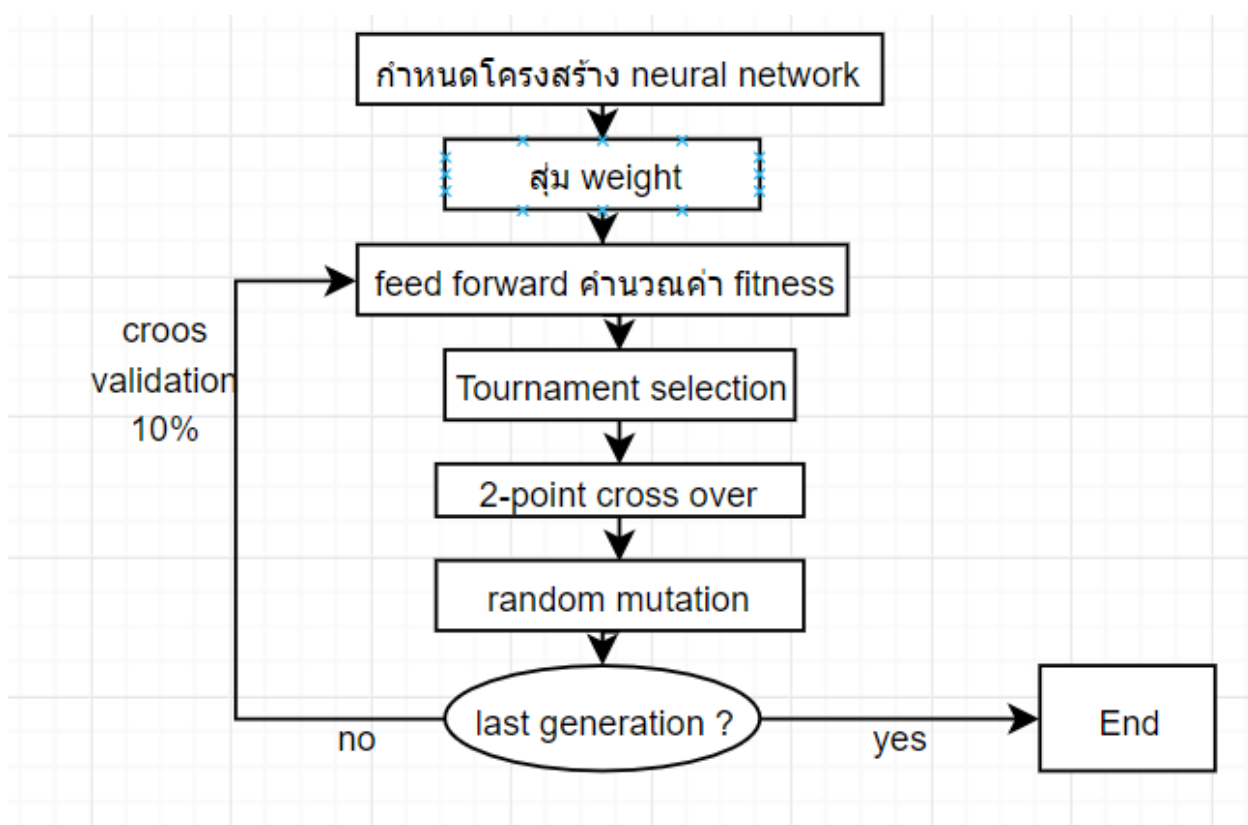 กำหนดโครงสร้าง neural network
สุ่ม weight
feed forward คำนวณค่า fitness
croos
validation
10%
Tournament selection
2-point cross over
random mutation
last generation ?
no
yes
End